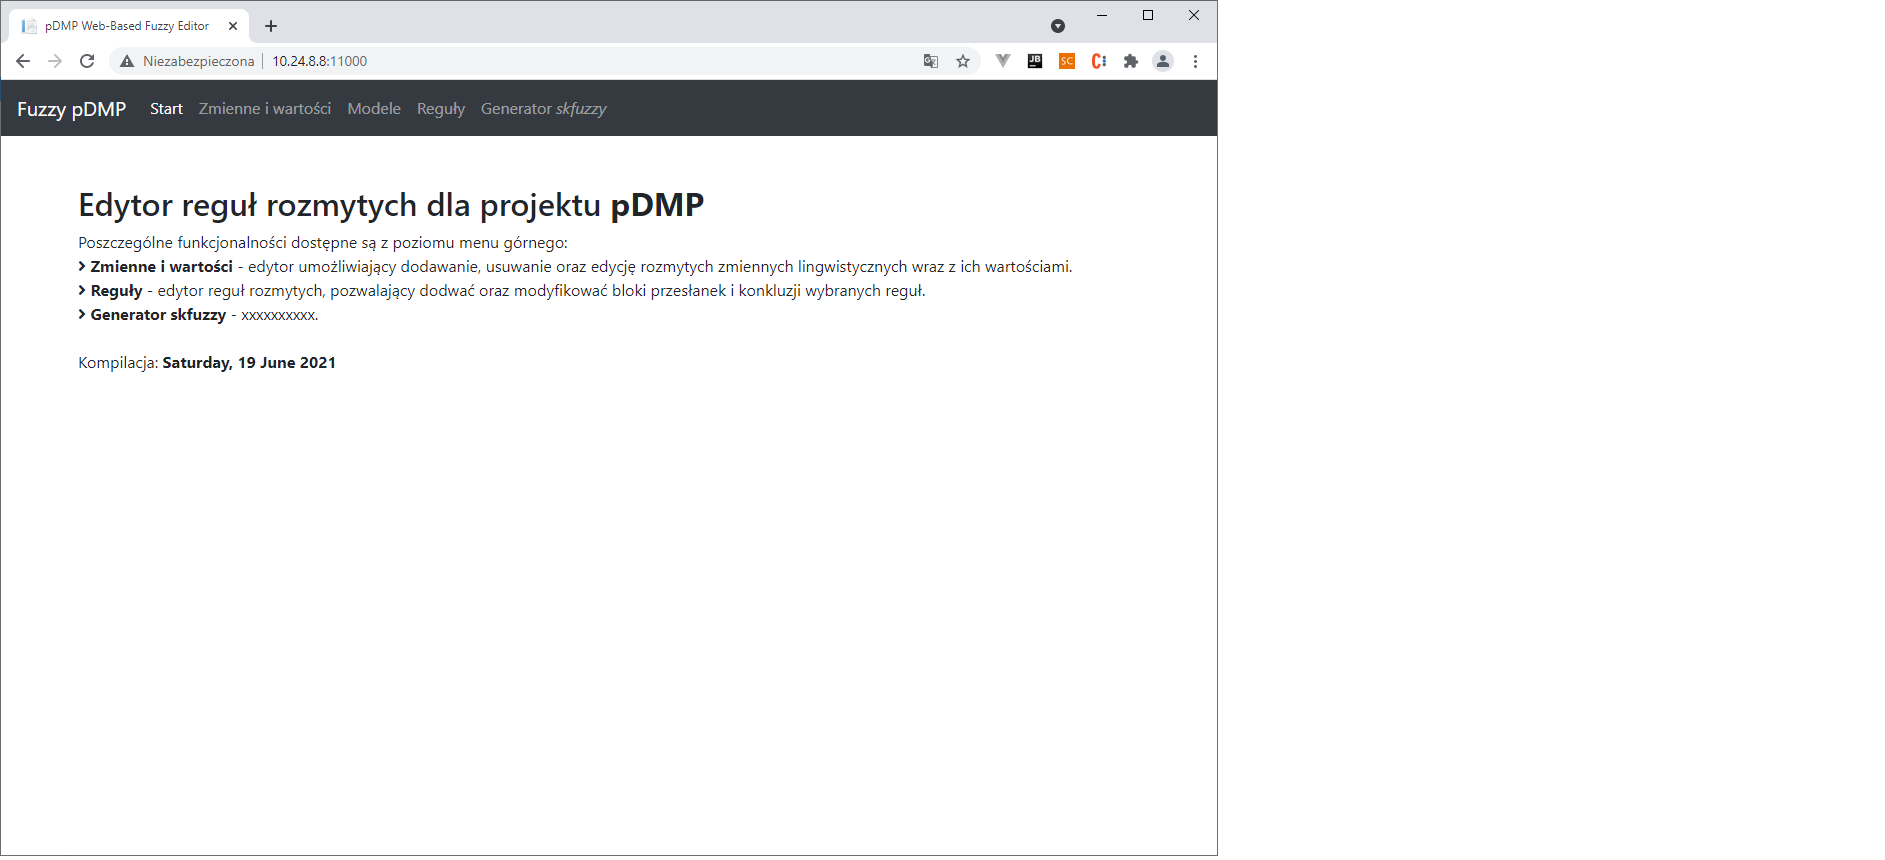 pDMP Web-Based Fuzzy Editor
Niezabezpieczona 10.24.8.8:11000
JB SC
Fuzzy pDMP Start Zmienne i wartości Modele Reguły Generator skfuzzy
Edytor reguł rozmytych dla projektu pDMP
Poszczególne funkcjonalności dostępne są z poziomu menu górnego:
Zmienne i wartości - edytor umożliwiający dodawanie, usuwanie oraz edycję rozmytych zmiennych lingwistycznych wraz z ich wartościami.
Reguły - edytor reguł rozmytych, pozwalający dodwać oraz modyfikować bloki przesłanek i konkluzji wybranych reguł.
Generator skfuzzy - xxxxxxxxxx.
Kompilacja: Saturday, 19 June 2021